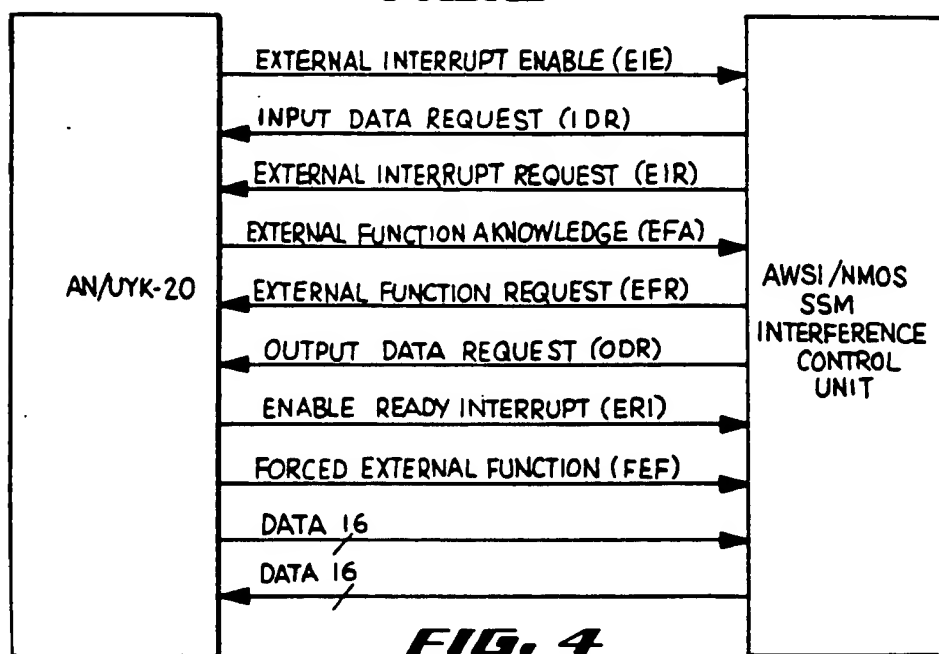 EXTERNAL INTERRUPT ENABLE (EIE)
INPUT DATA REQUEST (IDR)
EXTERNAL INTERRUPT REQUEST (EIR)
EXTERNAL FUNCTION AKNOWLEDGE (EFA)
AN/UYK-20
EXTERNAL FUNCTION REQUEST (EFR)
AWSI/NMOS
SSM
INTERFERENCE
CONTROL
UNIT
OUTPUT DATA REQUEST (ODR)
ENABLE READY INTERRUPT (ERI)
FORCED EXTERNAL FUNCTION (FEF)
DATA 16
DATA 16
FIG. 4